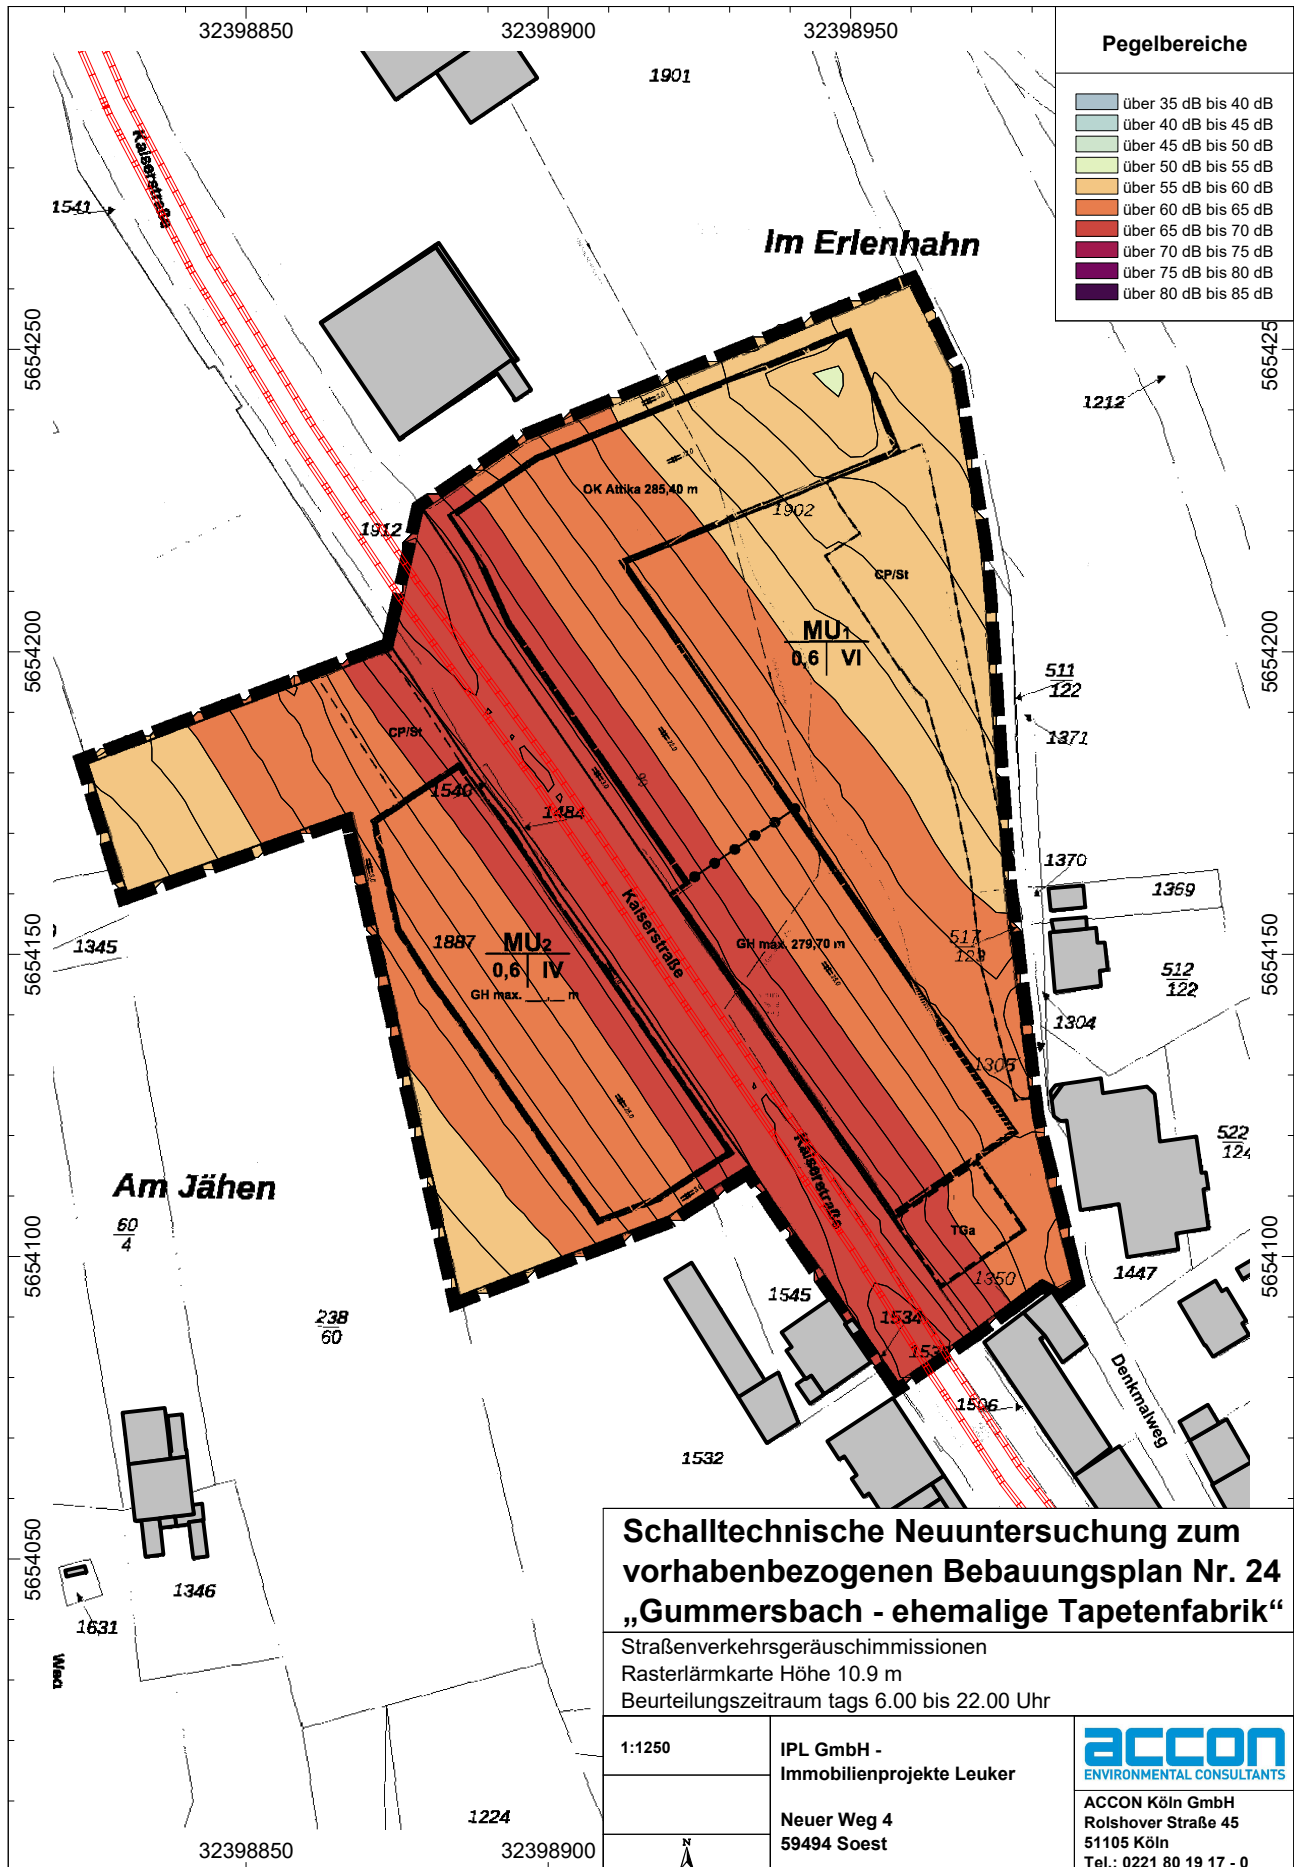 32398850
32398900
32398950
Pegelbereiche
über 35 dB bis 40 dB
über 40 dB bis 45 dB
über 45 dB bis 50 dB
über 50 dB bis 55 dB
über 55 dB bis 60 dB
über 60 dB bis 65 dB
über 65 dB bis 70 dB
über 70 dB bis 75 dB
über 75 dB bis 80 dB
über 80 dB bis 85 dB
1901
Kaiserstraße
1541
Im Erlenhahn
5654250
5654250
1212
OK Attika 285,40 m
1902
1912
CP/St
MU1
0,6 VI
5654200
5654200
511
122
1371
CP/St
1540
1484
1370
1369
Kaiserstraße
1887
MU2
0,6 IV
GH max. __,__ m
GH max. 279,70 m
517
123
1345
5654150
5654150
512
122
1304
1305
522
124
Kaiserstraße
Am Jähen
60
4
TGa
1350
5654100
5654100
1447
1545
1534
238
60
Denkmalweg
1506
1532
5654050
1346
1631
1224
Schalltechnische Neuuntersuchung zum
vorhabenbezogenen Bebauungsplan Nr. 24
„Gummersbach - ehemalige Tapetenfabrik“
Straßenverkehrsgeräuschimmissionen
Rasterlärmkarte Höhe 10.9 m
Beurteilungszeitraum tags 6.00 bis 22.00 Uhr
1:1250
IPL GmbH -
Immobilienprojekte Leuker
Neuer Weg 4
59494 Soest
accon
ENVIRONMENTAL CONSULTANTS
ACCON Köln GmbH
Rolshover Straße 45
51105 Köln
Tel.: 0221 80 19 17 - 0
N
32398850
32398900